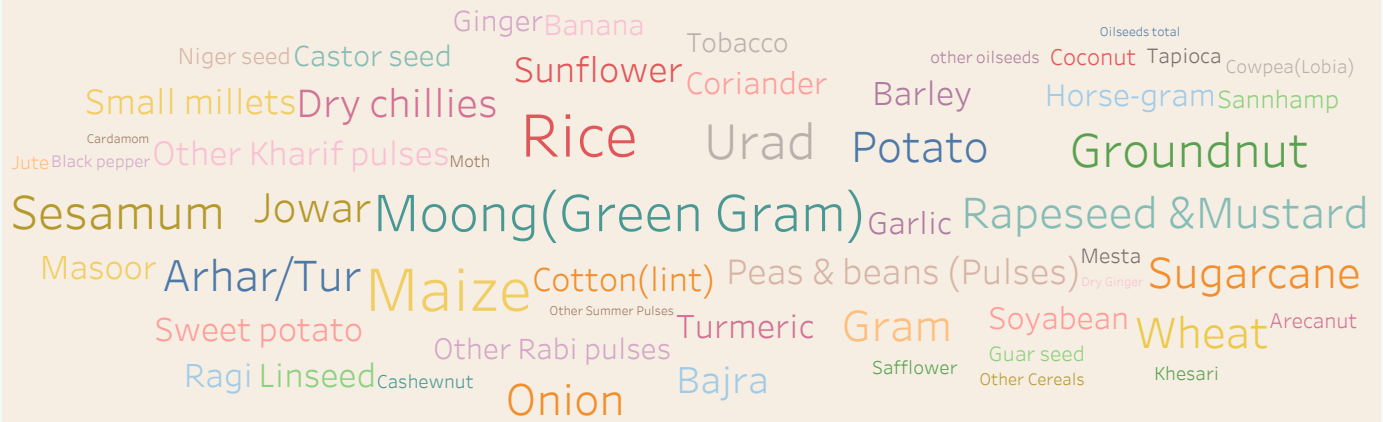 Ginger Banana
Oilseeds total
Tobacco
Niger seed Castor seed
other oilseeds Coconut Tapioca Cowpea(Lobia)
Sunflower Coriander
Small millets Dry chillies
Barley Horse-gram Sannhamp
Cardamom
Rice Urad Potato Groundnut
Jute Black pepper Other Kharif pulses Moth
Sesamum Jowar Moong(Green Gram) Garlic Rapeseed &Mustard
Masoor Arhar/Tur Maize Cotton(lint) Peas & beans (Pulses) Mesta Dry Ginger Sugarcane
Other Summer Pulses
Sweet potato Turmeric Gram Soyabean Wheat Arecanut
Other Rabi pulses Guar seed
Ragi Linseed Cashewnut Bajra Safflower Other Cereals Khesari
Onion